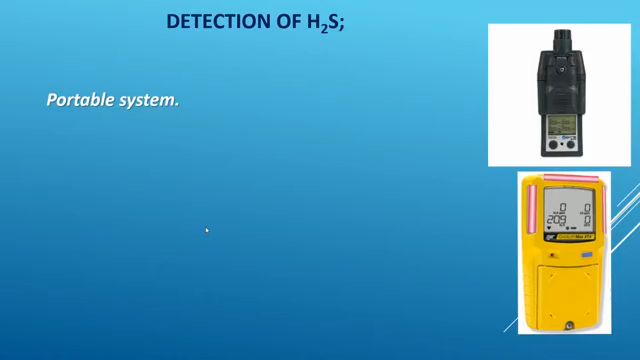 DETECTION OF H₂S;
Portable system.
0 0
209 0